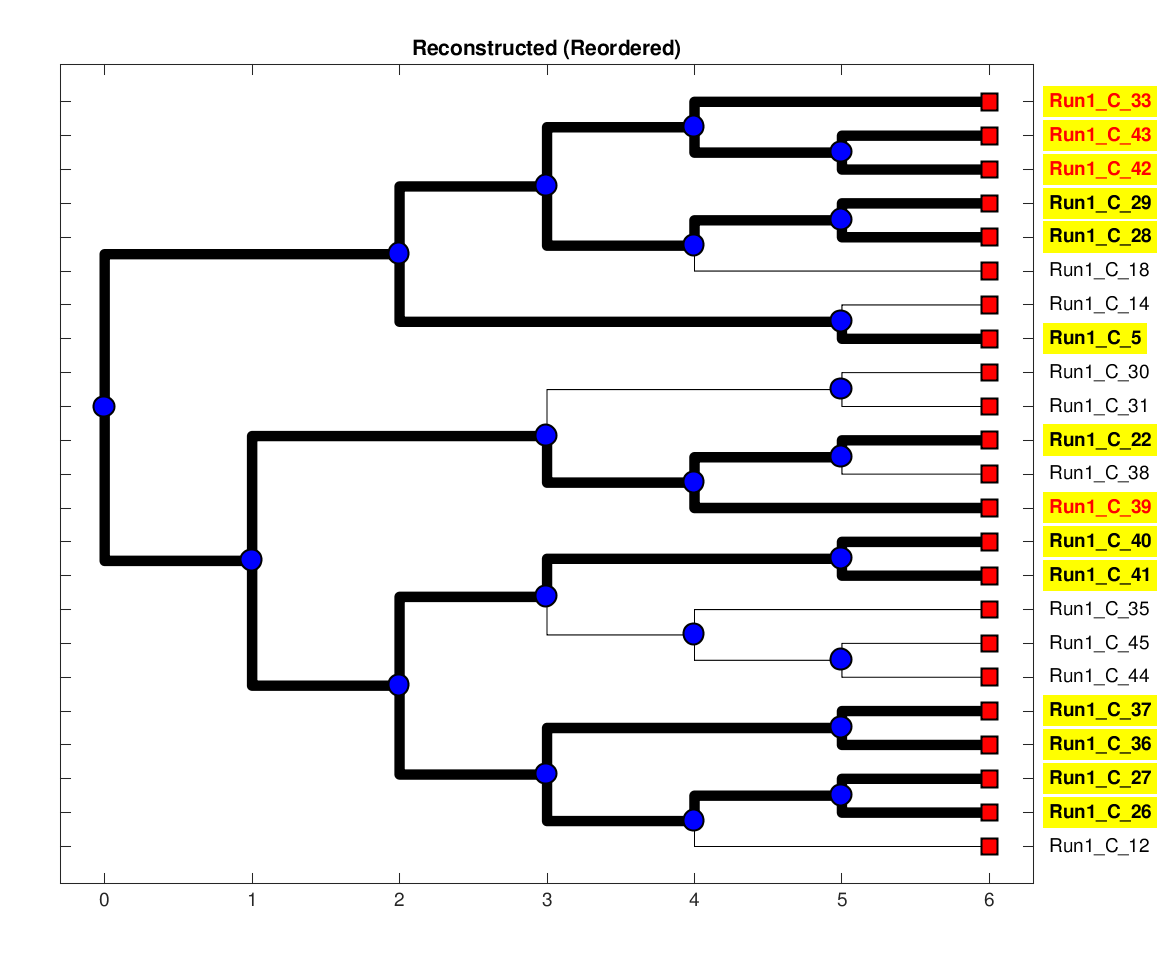 Reconstructed (Reordered)
Run1_C_33
Run1_C_43
Run1_C_42
Run1_C_29
Run1_C_28
Run1_C_18
Run1_C_14
Run1_C_5
Run1_C_30
Run1_C_31
Run1_C_22
Run1_C_38
Run1_C_39
Run1_C_40
Run1_C_41
Run1_C_35
Run1_C_45
Run1_C_44
Run1_C_37
Run1_C_36
Run1_C_27
Run1_C_26
Run1_C_12
0 1 2 3 4 5 6